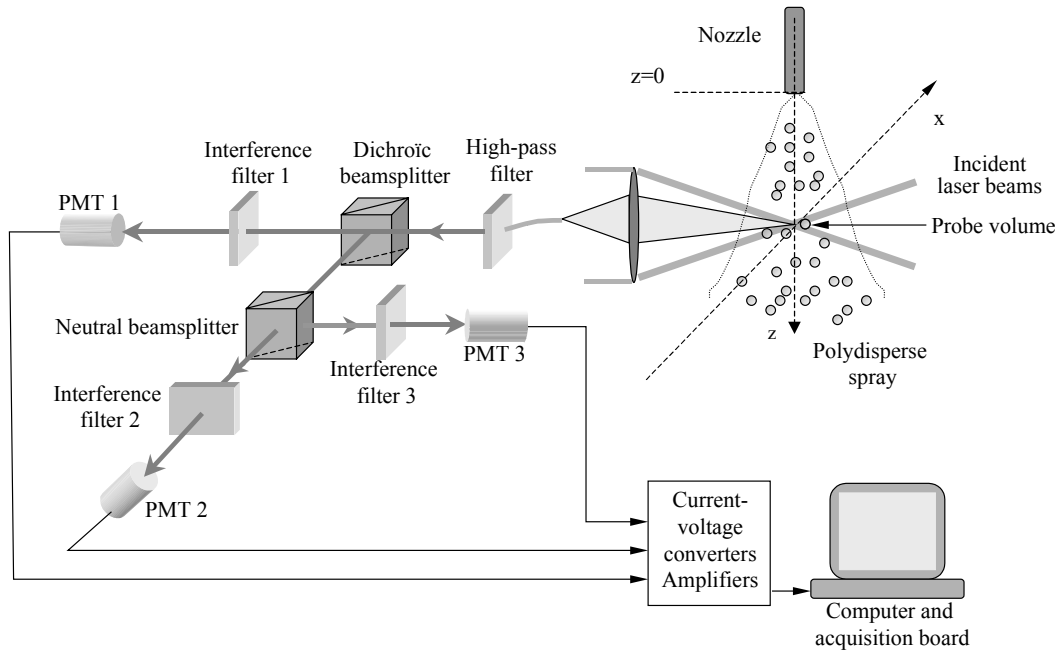 Nozzle
z=0
x
Interference
filter 1
Dichroïc
beamsplitter
High-pass
filter
Incident
laser beams
PMT 1
Probe volume
Neutral beamsplitter
PMT 3
z
Interference
filter 3
Polydisperse
spray
Interference
filter 2
PMT 2
Current-
voltage
converters
Amplifiers
Computer and
acquisition board